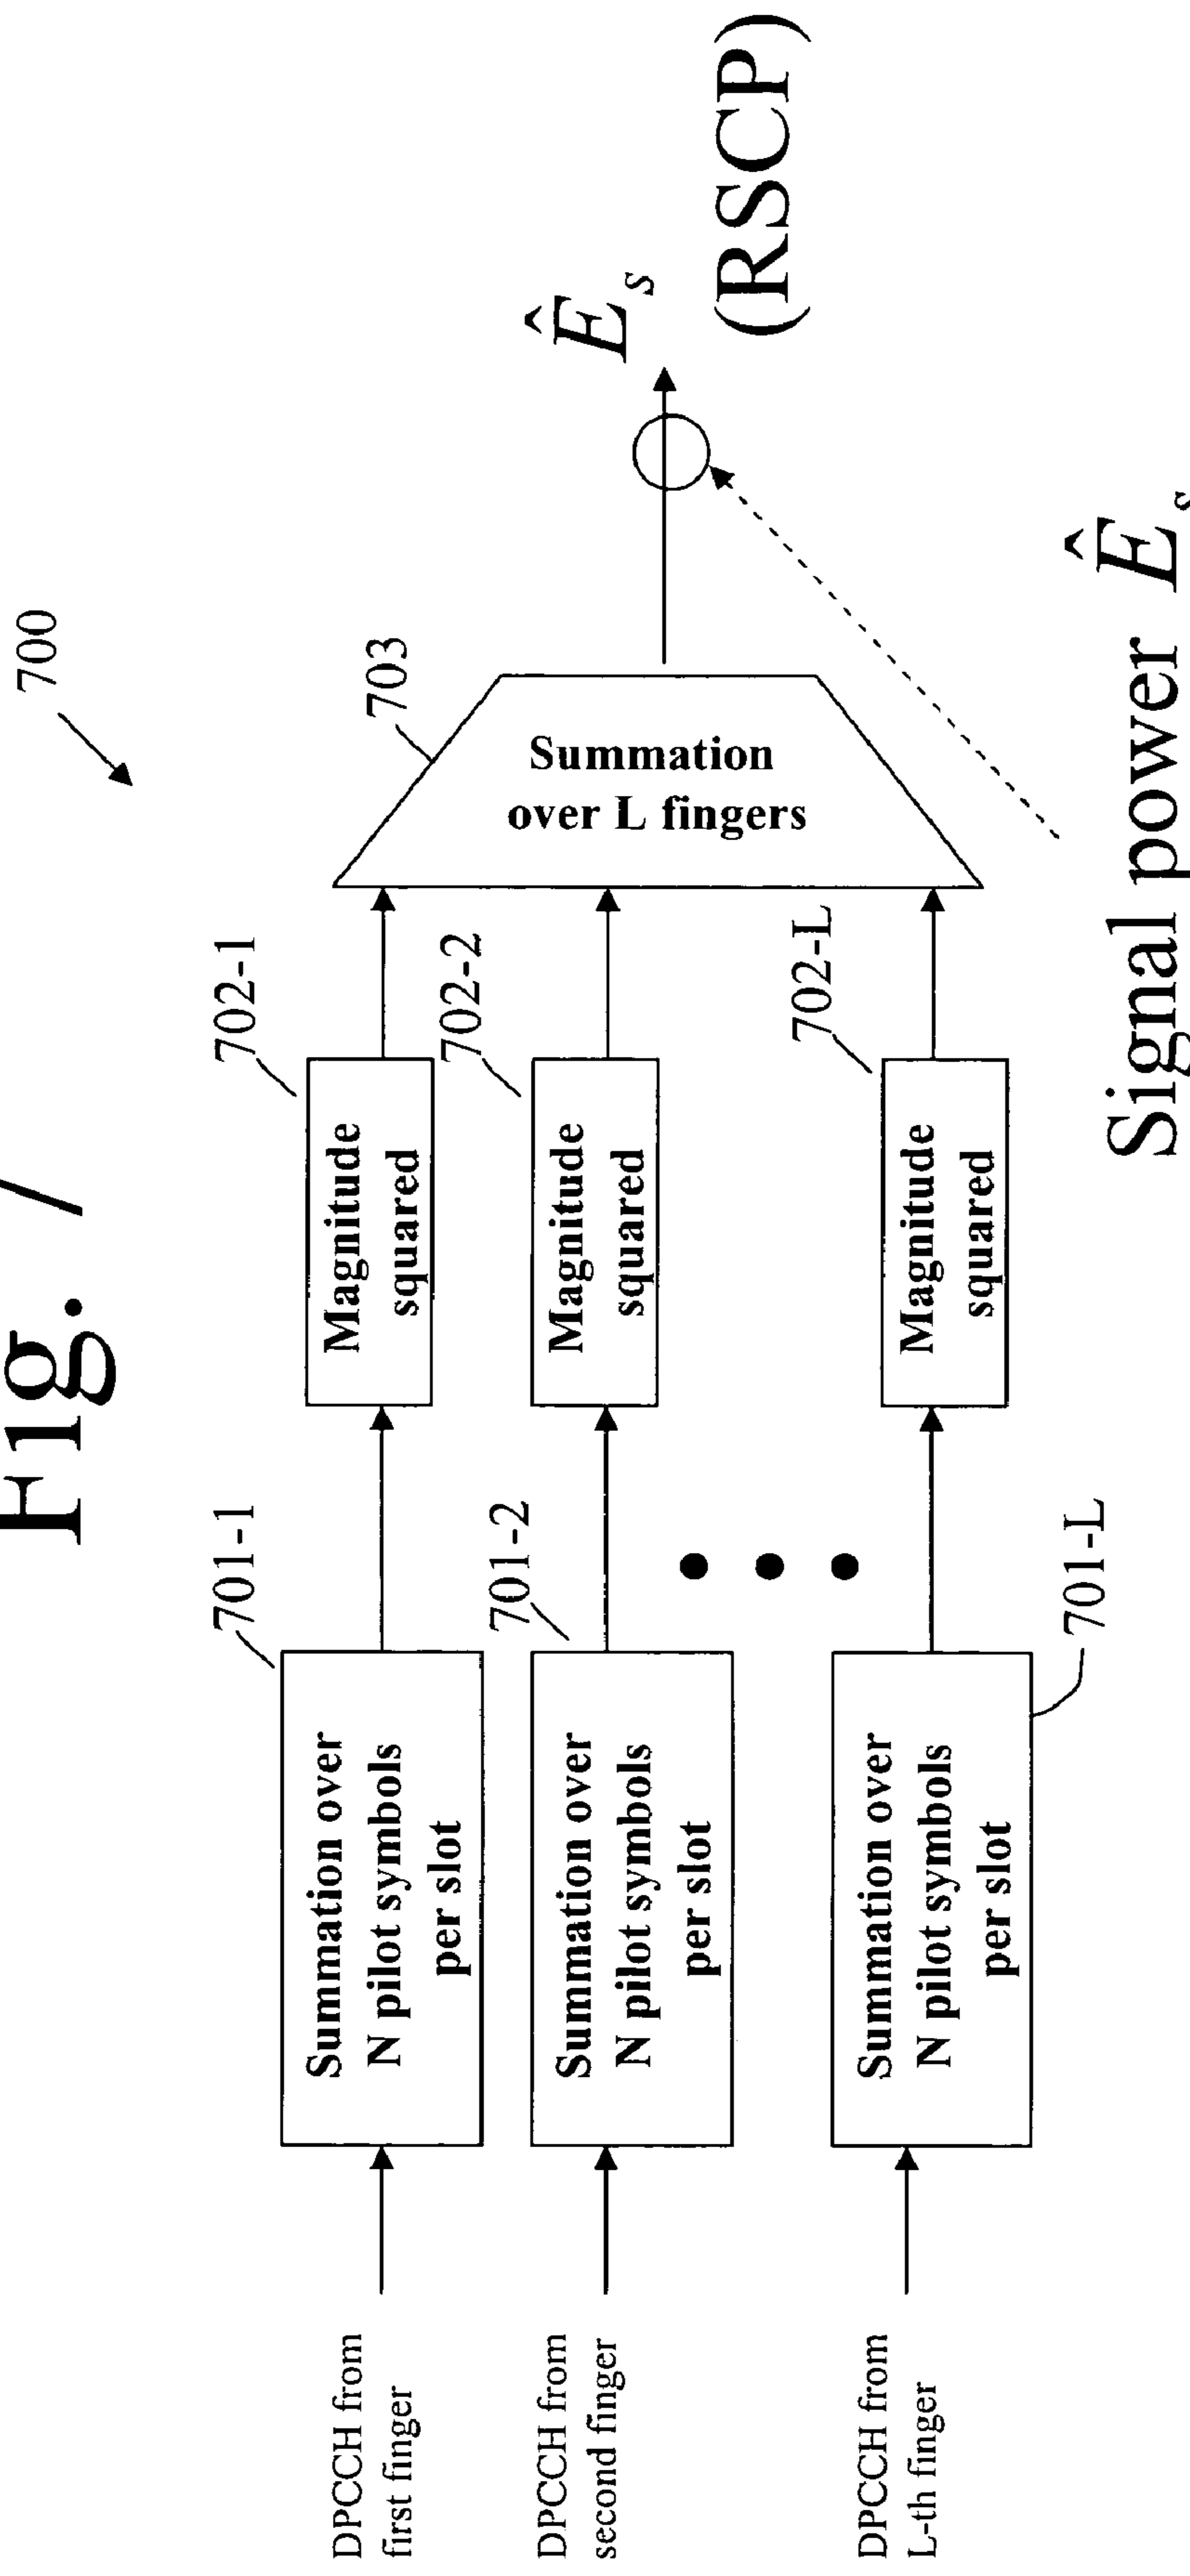 Fig. 7
700
DPCCH from
first finger
701-1
Summation over
N pilot symbols
per slot
702-1
Magnitude
squared
DPCCH from
second finger
701-2
Summation over
N pilot symbols
per slot
702-2
Magnitude
squared
DPCCH from
L-th finger
701-L
Summation over
N pilot symbols
per slot
702-L
Magnitude
squared
703
Summation
over L fingers
Ê s
(RSCP)
Signal power Ê s